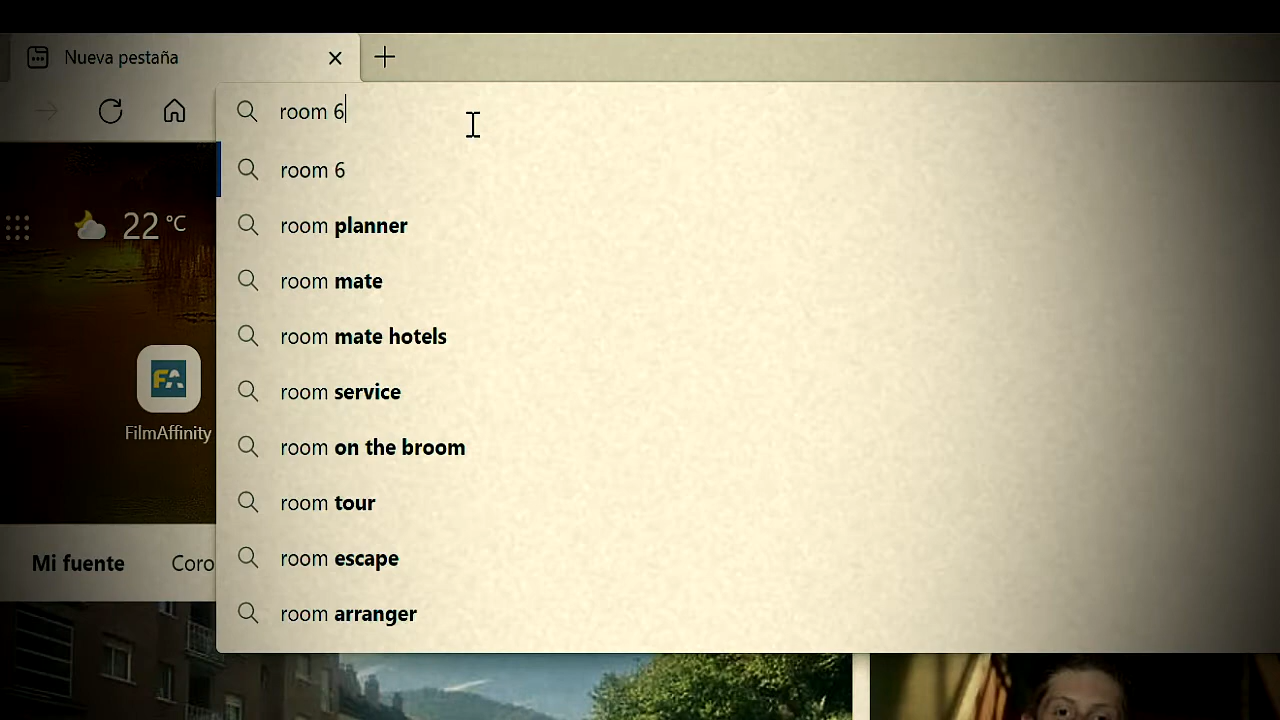 Nueva pestaña
room 6
room 6
22 °C
room planner
room mate
room mate hotels
room service
FA
FilmAffinity
room on the broom
room tour
room escape
Mi fuente Coro
room arranger